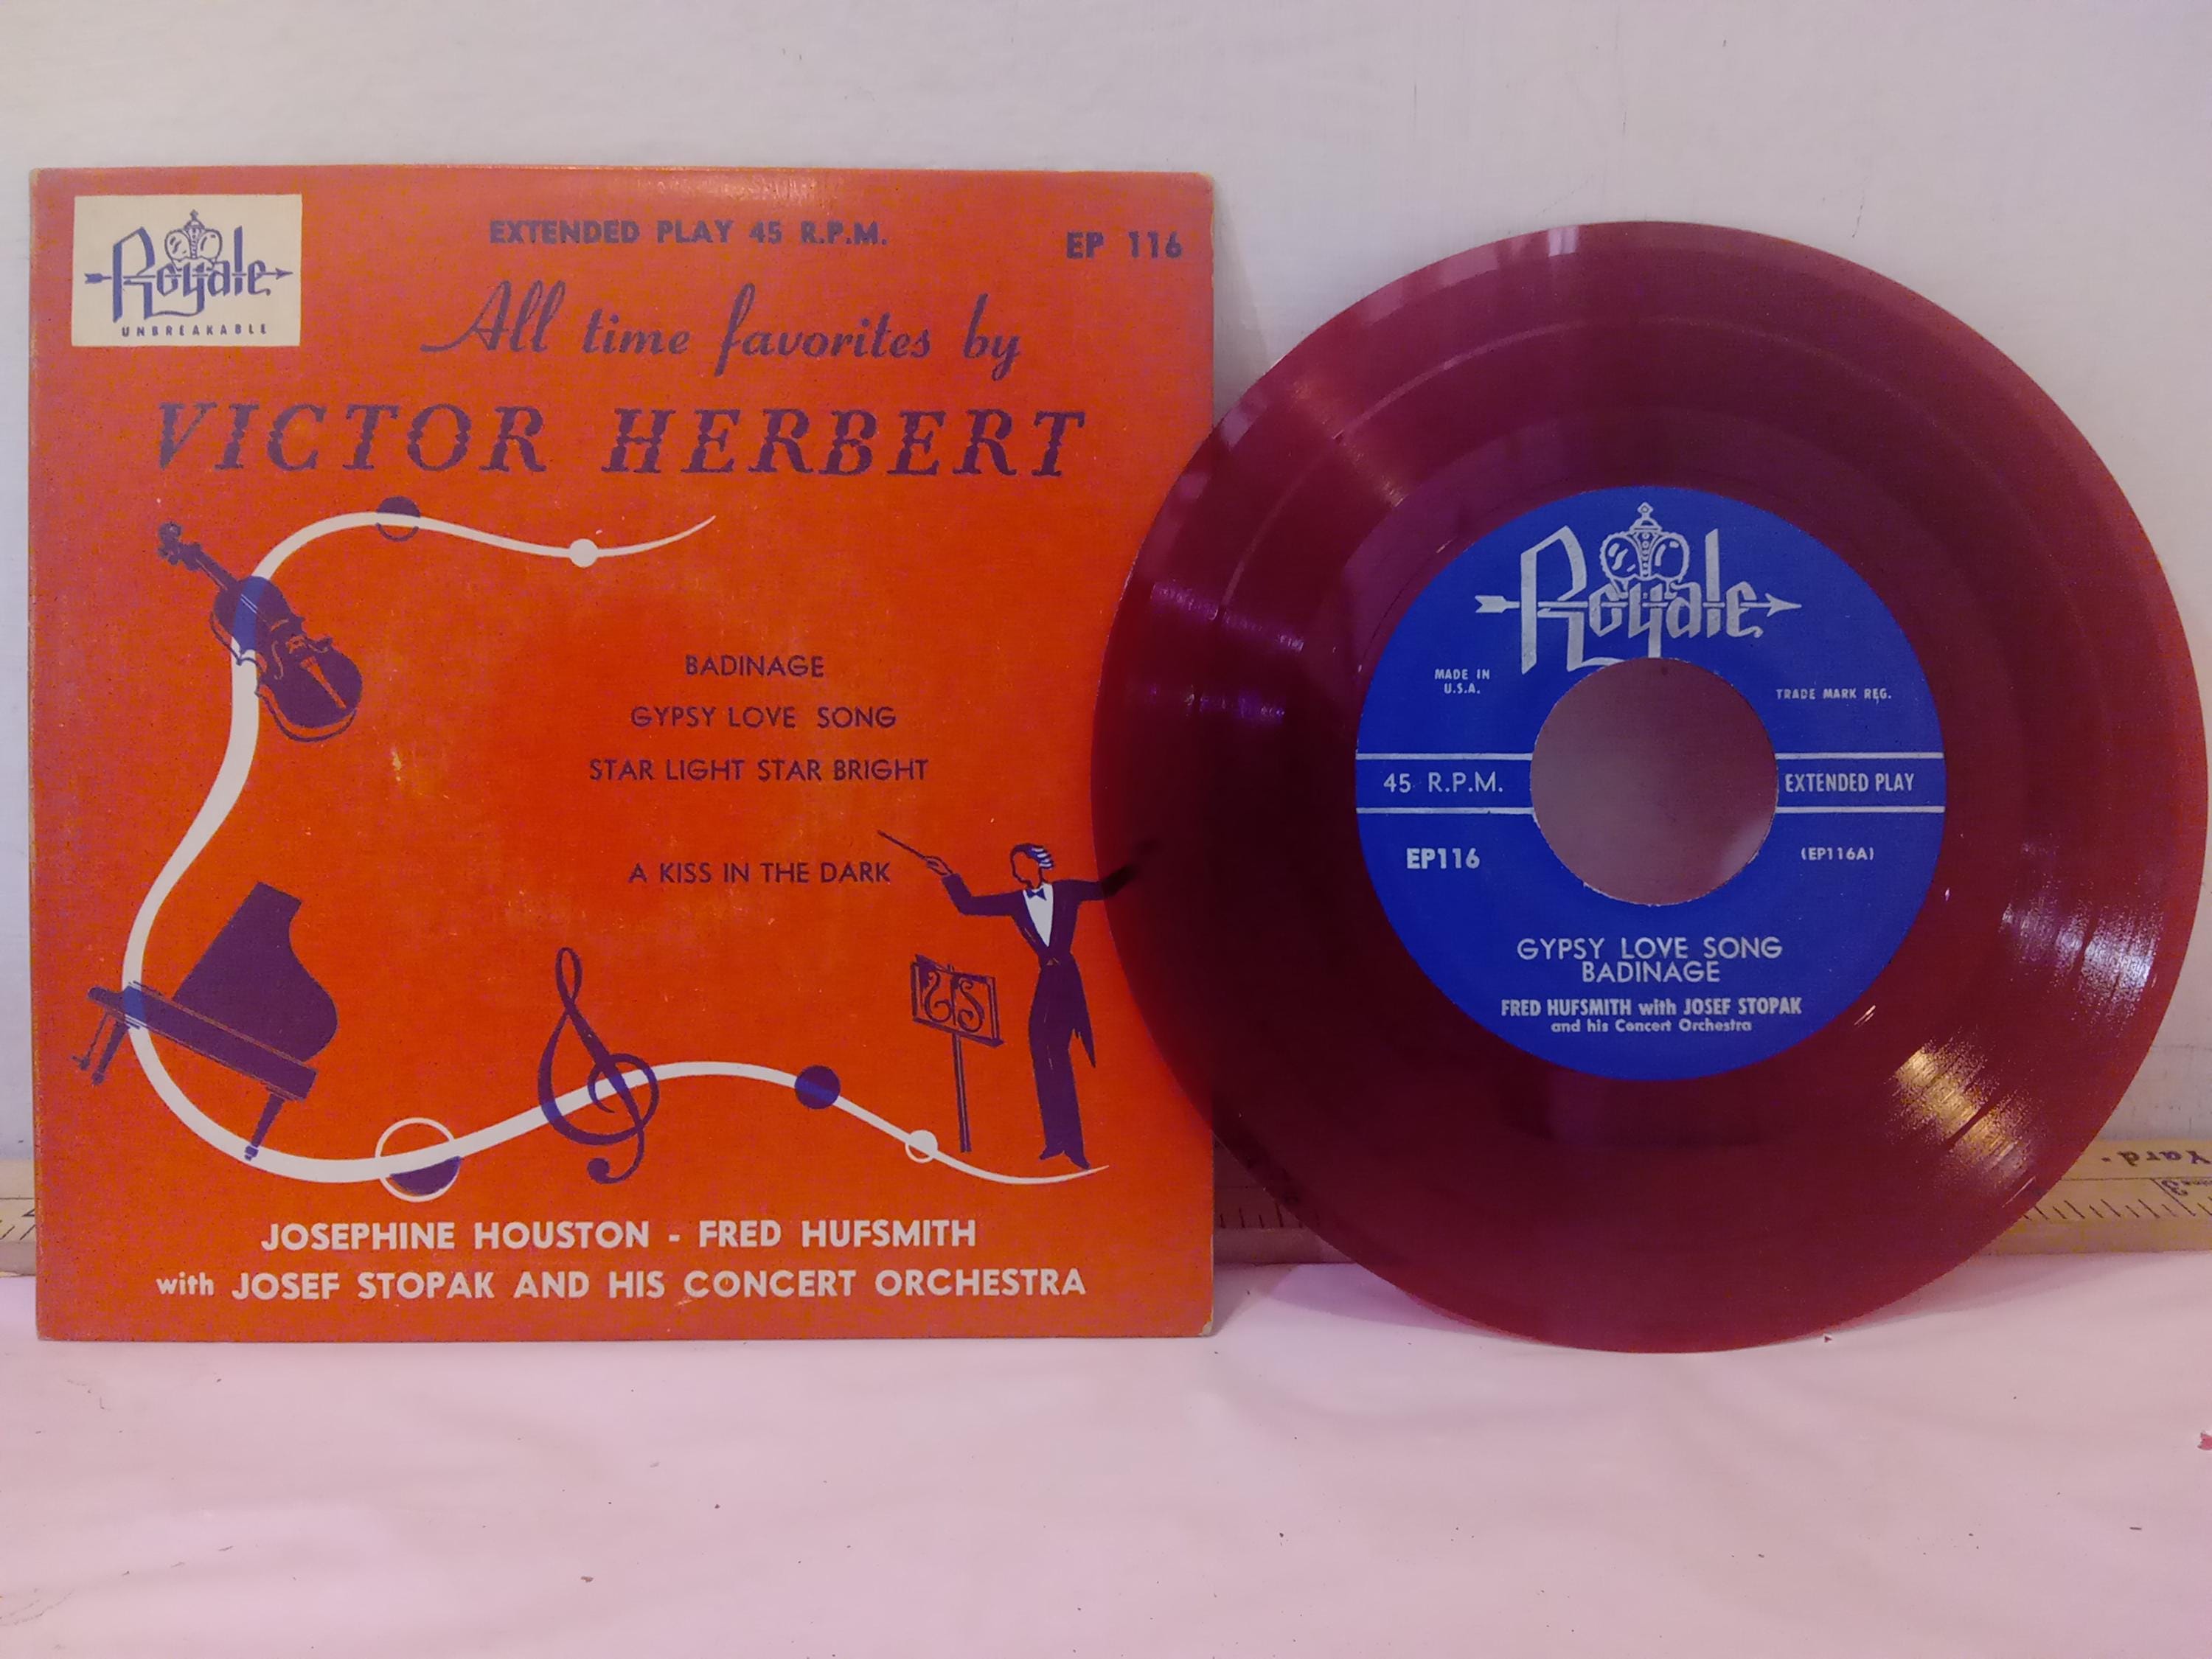 Royale
UNBREAKABLE
EXTENDED PLAY 45 R.P.M.
EP 116
All time favorites by
VICTOR HERBERT
BADINAGE
GYPSY LOVE SONG
STAR LIGHT STAR BRIGHT
A KISS IN THE DARK
JOSEPHINE HOUSTON - FRED HUFSMITH
with JOSEF STOPAK AND HIS CONCERT ORCHESTRA
Royale
MADE IN
U.S.A.
TRADE MARK REG.
45 R.P.M.
EXTENDED PLAY
EP116
(EP116A)
GYPSY LOVE SONG
BADINAGE
FRED HUFSMITH with JOSEF STOPAK
and his Concert Orchestra
Yard